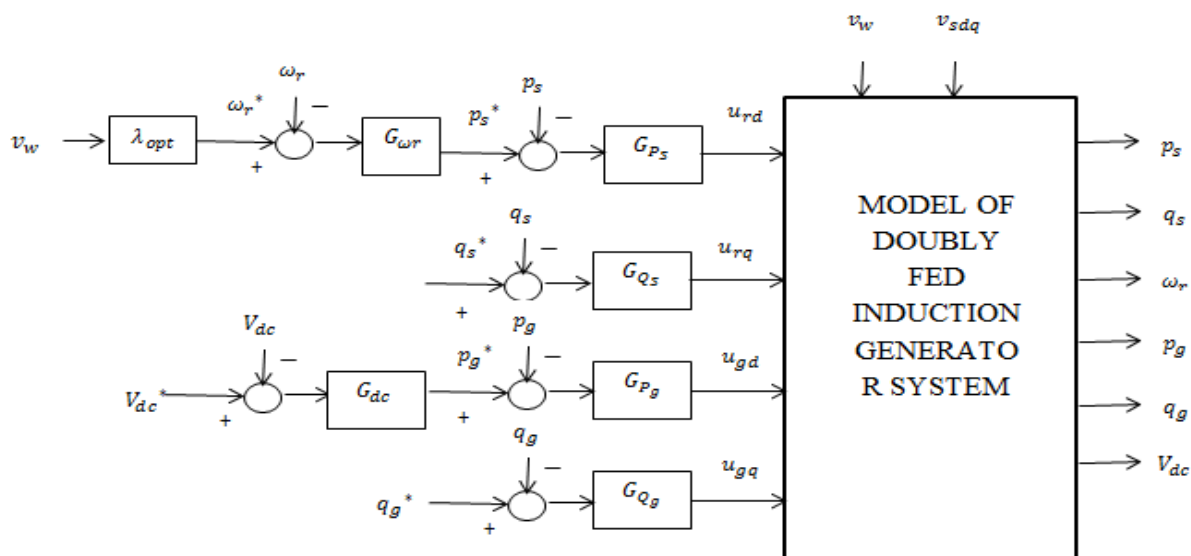 v_w v_sdq
ω_r p_s
ω_r* − p_s* − u_rd
v_w λ_opt G_ωr G_Ps p_s
+ +
q_s q_s
q_s* − u_rq
G_Qs ω_r
+
V_dc p_g
− p_g* − u_gd p_g
V_dc* G_dc G_Pg
+ + q_g
q_g
− u_gq V_dc
q_g* G_Qg
+
MODEL OF
DOUBLY
FED
INDUCTION
GENERATO
R SYSTEM